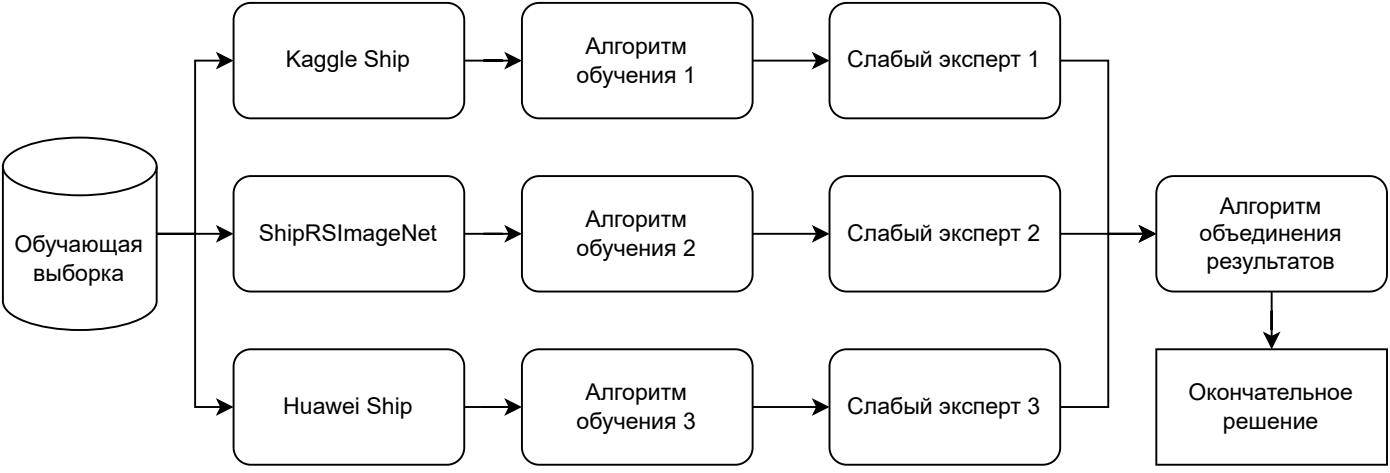 Обучающая
выборка
Kaggle Ship
Алгоритм
обучения 1
Слабый эксперт 1
ShipRSImageNet
Алгоритм
обучения 2
Слабый эксперт 2
Huawei Ship
Алгоритм
обучения 3
Слабый эксперт 3
Алгоритм
объединения
результатов
Окончательное
решение